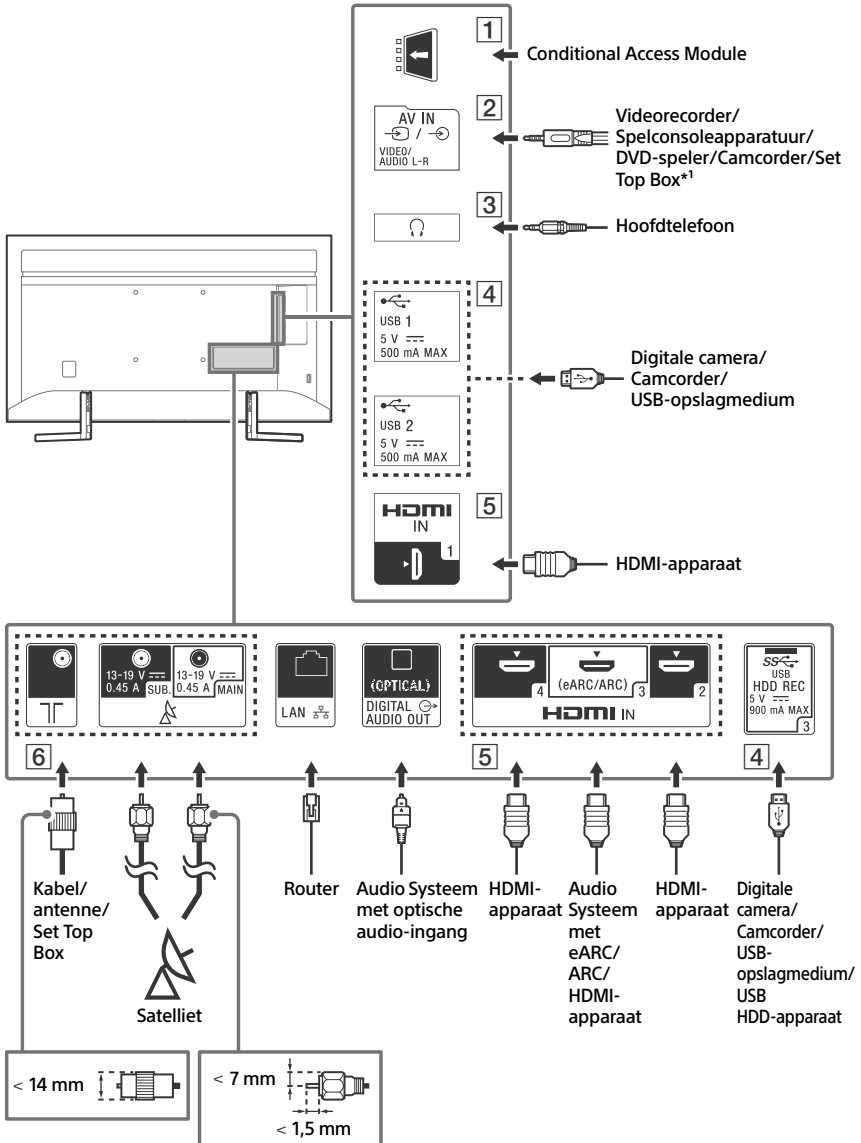 1
Conditional Access Module
2
AV IN
/
VIDEO/
AUDIO L-R
Videorecorder/
Spelconsoleapparatuur/
DVD-speler/Camcorder/Set
Top Box*1
3
Hoofdtelefoon
4
USB 1
5 V
500 mA MAX
USB 2
5 V
500 mA MAX
Digitale camera/
Camcorder/
USB-opslagmedium
5
HDMI
IN
1
HDMI-apparaat
13-19 V
0.45 A SUB.
13-19 V
0.45 A MAIN
LAN
(OPTICAL)
DIGITAL
AUDIO OUT
4
(eARC/ARC) 3
2
HDMI IN
SS
USB
HDD REC
5 V
900 mA MAX
3
6
5
4
Kabel/
antenne/
Set Top
Box
Satelliet
Router
Audio Systeem
met optische
audio-ingang
HDMI-
apparaat
Audio
Systeem
met
eARC/
ARC/
HDMI-
apparaat
HDMI-
apparaat
Digitale
camera/
Camcorder/
USB-
opslagmedium/
USB
HDD-apparaat
< 14 mm
< 7 mm
< 1,5 mm